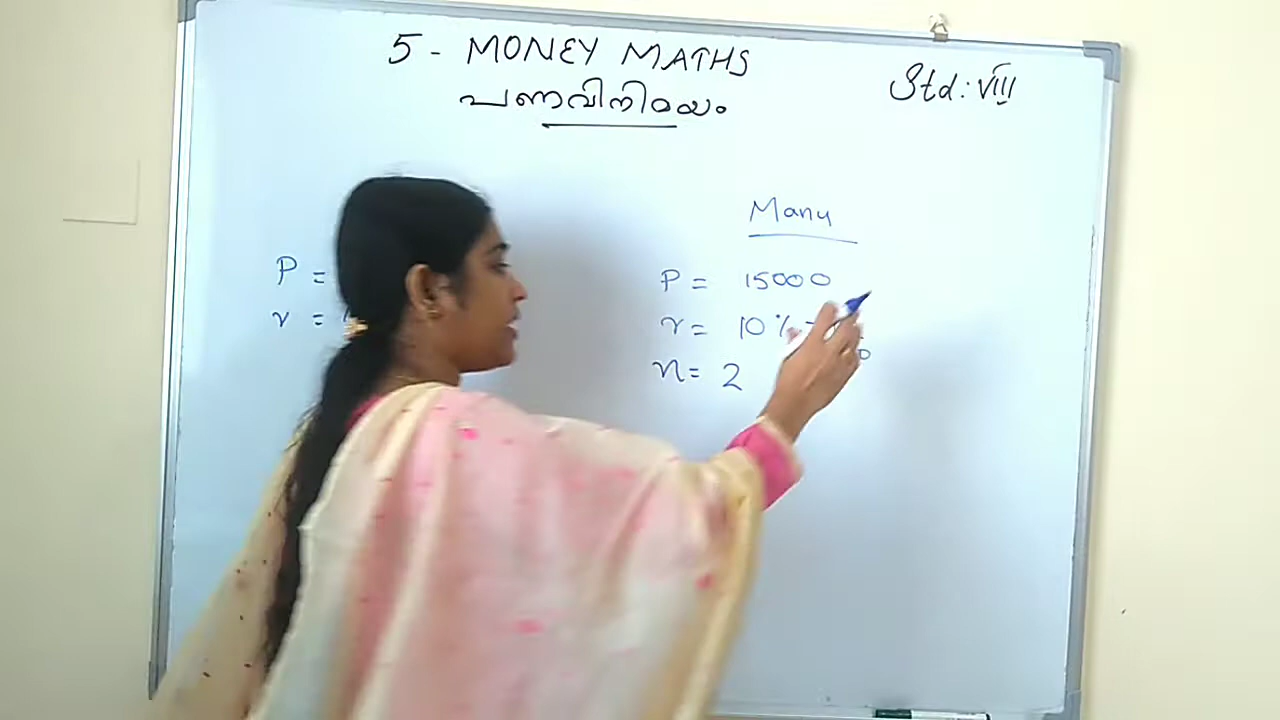 5 - MONEY MATHS
പണവിനിമയം
Std: VIII
P =
r =
Manu
P = 15000
r = 10%
n = 2